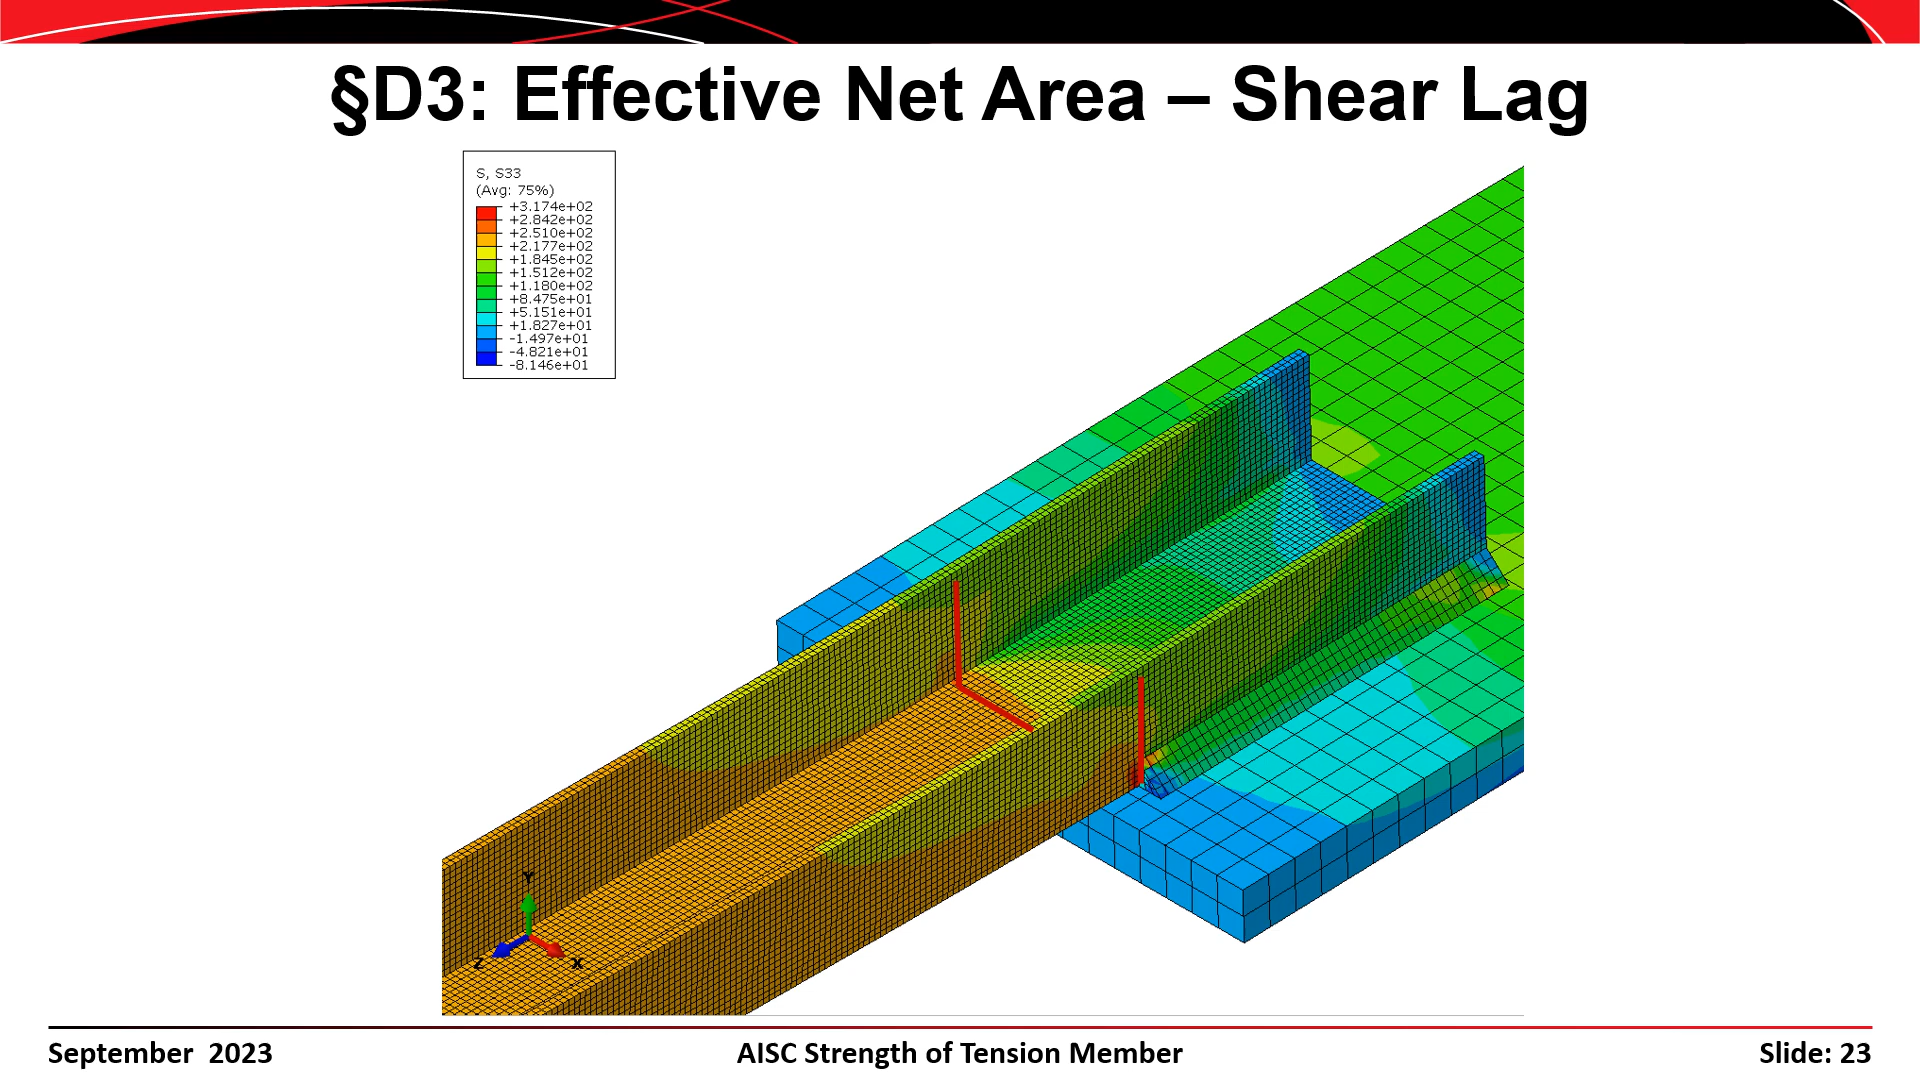 §D3: Effective Net Area – Shear Lag
S, S33
(Avg: 75%)
+3.174e+02
+2.842e+02
+2.510e+02
+2.177e+02
+1.845e+02
+1.512e+02
+1.180e+02
+8.475e+01
+5.151e+01
+1.827e+01
-1.497e+01
-4.821e+01
-8.146e+01
Y
Z
X
September 2023
AISC Strength of Tension Member
Slide: 23